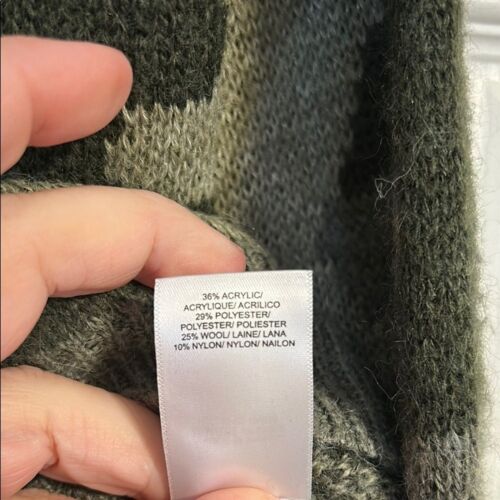 36% ACRYLIC/
ACRYLIQUE/ ACRILICO
29% POLYESTER/
POLYESTER/ POLIESTER
25% WOOL/ LAINE/ LANA
10% NYLON/ NYLON/ NAILON